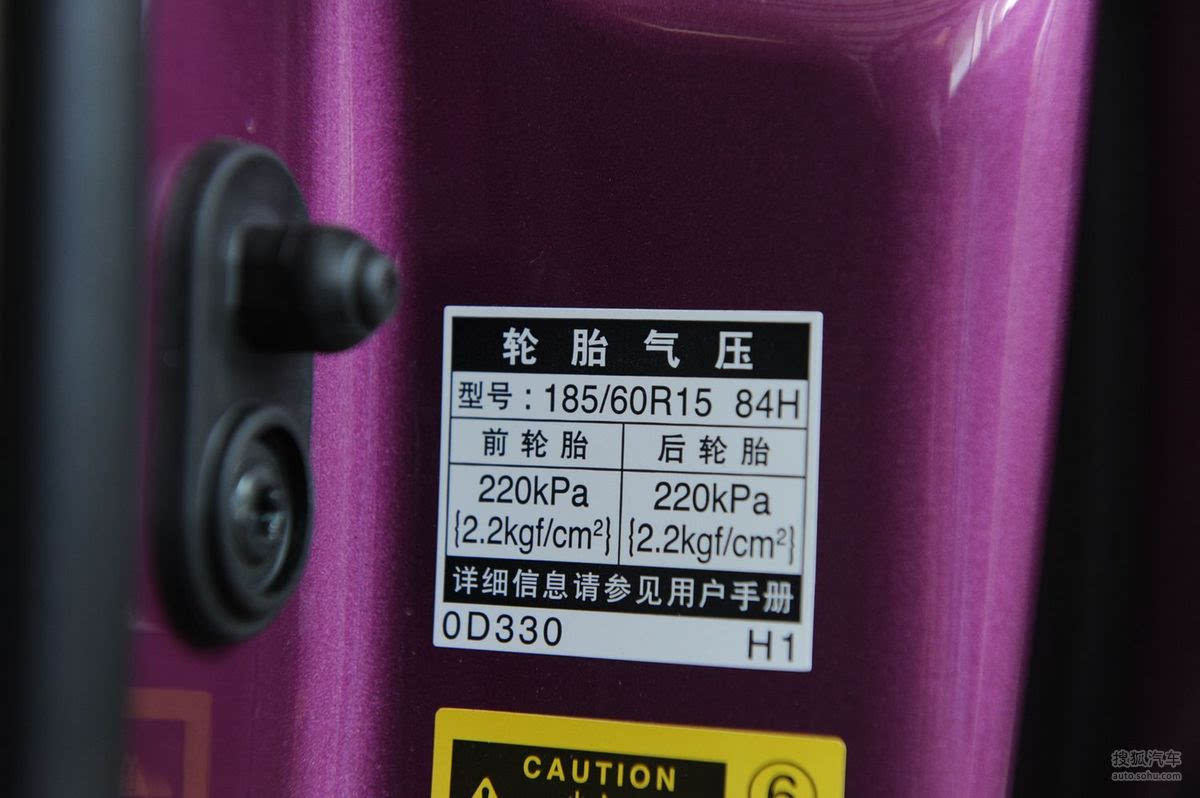 轮胎气压
型号：185/60R15 84H
前轮胎 后轮胎
220kPa 220kPa
{2.2kgf/cm²} {2.2kgf/cm²}
详细信息请参见用户手册
0D330 H1
CAUTION 6
搜狐汽车
auto.sohu.com